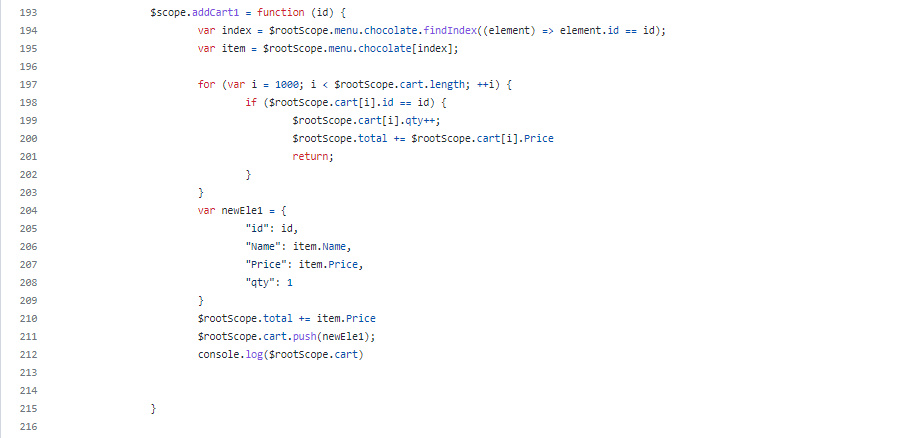 193 $scope.addCart1 = function (id) {
194 var index = $rootScope.menu.chocolate.findIndex((element) => element.id == id);
195 var item = $rootScope.menu.chocolate[index];
196
197 for (var i = 1000; i < $rootScope.cart.length; ++i) {
198 if ($rootScope.cart[i].id == id) {
199 $rootScope.cart[i].qty++;
200 $rootScope.total += $rootScope.cart[i].Price
201 return;
202 }
203 }
204 var newEle1 = {
205 "id": id,
206 "Name": item.Name,
207 "Price": item.Price,
208 "qty": 1
209 }
210 $rootScope.total += item.Price
211 $rootScope.cart.push(newEle1);
212 console.log($rootScope.cart)
213
214
215 }
216